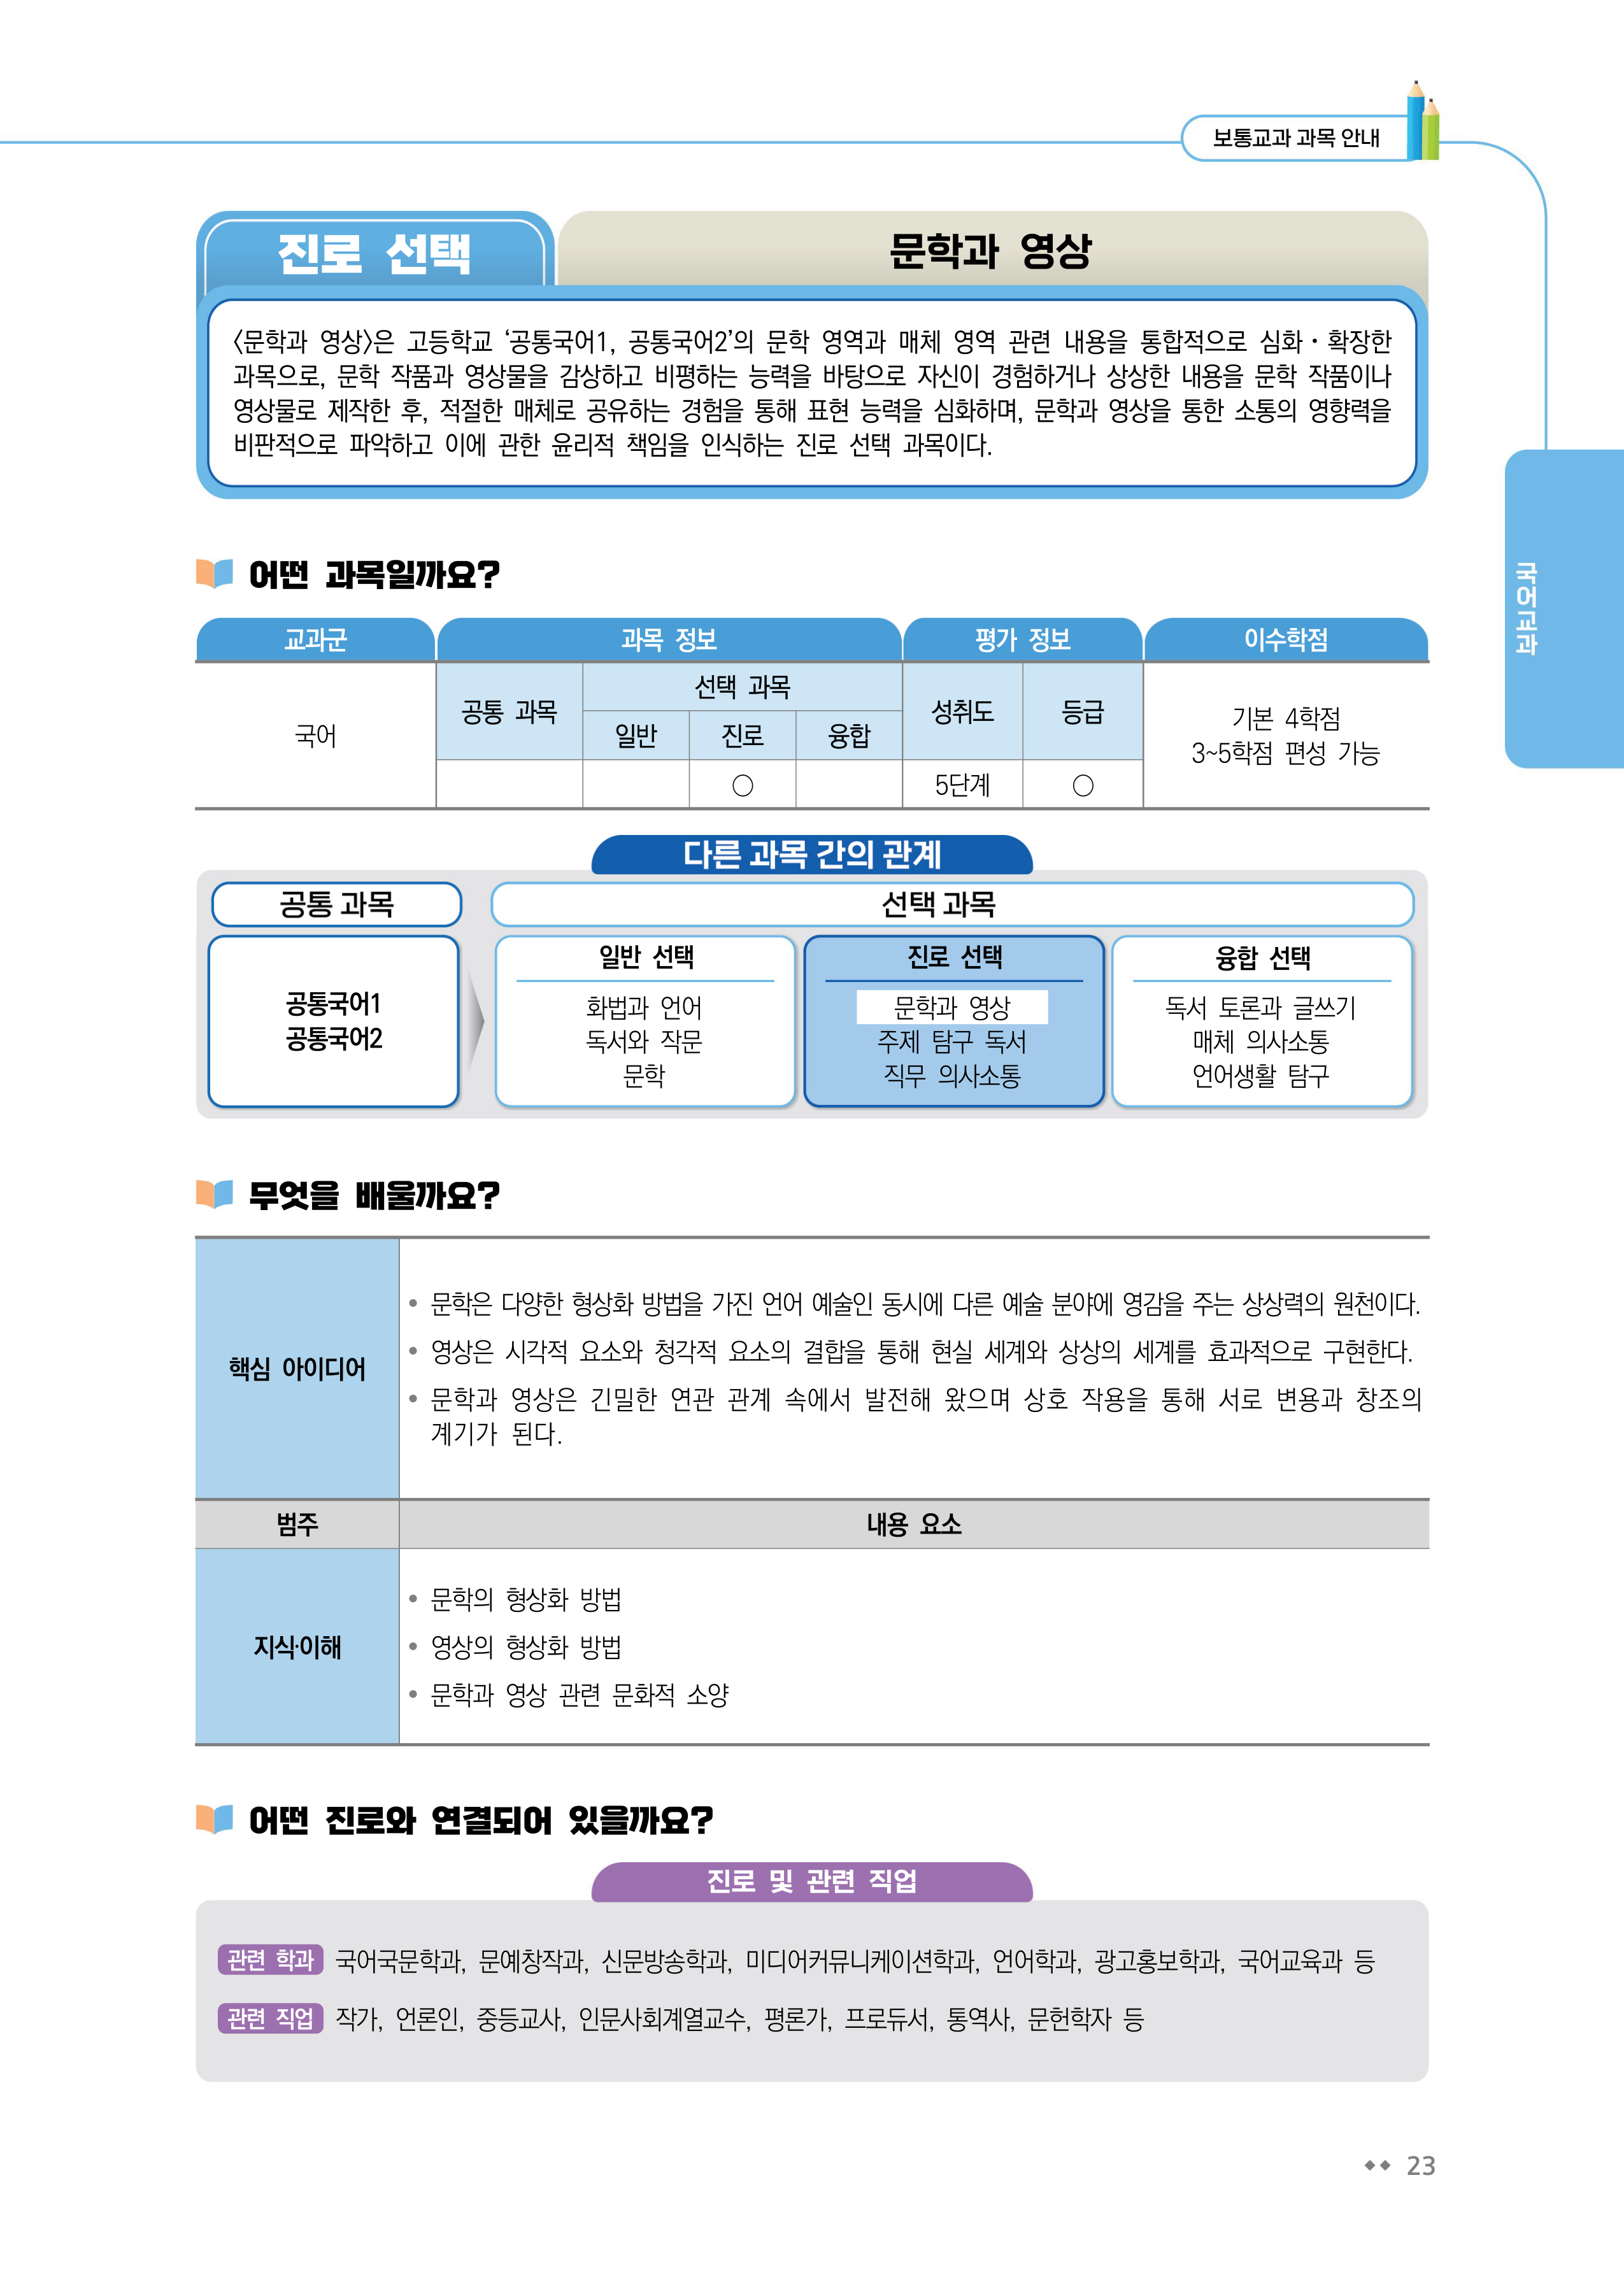 보통교과 과목 안내
진로 선택
문학과 영상
〈문학과 영상〉은 고등학교 ‘공통국어1, 공통국어2’의 문학 영역과 매체 영역 관련 내용을 통합적으로 심화・확장한
과목으로, 문학 작품과 영상물을 감상하고 비평하는 능력을 바탕으로 자신이 경험하거나 상상한 내용을 문학 작품이나
영상물로 제작한 후, 적절한 매체로 공유하는 경험을 통해 표현 능력을 심화하며, 문학과 영상을 통한 소통의 영향력을
비판적으로 파악하고 이에 관한 윤리적 책임을 인식하는 진로 선택 과목이다.
국어교과
어떤 과목일까요?
교과군 과목 정보 평가 정보 이수학점
국어
공통 과목
선택 과목
일반 진로 융합
성취도 등급
기본 4학점
3~5학점 편성 가능
○ 5단계 ○
다른 과목 간의 관계
공통 과목
선택 과목
공통국어1
공통국어2
일반 선택
화법과 언어
독서와 작문
문학
진로 선택
문학과 영상
주제 탐구 독서
직무 의사소통
융합 선택
독서 토론과 글쓰기
매체 의사소통
언어생활 탐구
무엇을 배울까요?
핵심 아이디어
• 문학은 다양한 형상화 방법을 가진 언어 예술인 동시에 다른 예술 분야에 영감을 주는 상상력의 원천이다.
• 영상은 시각적 요소와 청각적 요소의 결합을 통해 현실 세계와 상상의 세계를 효과적으로 구현한다.
• 문학과 영상은 긴밀한 연관 관계 속에서 발전해 왔으며 상호 작용을 통해 서로 변용과 창조의
계기가 된다.
범주 내용 요소
지식·이해
• 문학의 형상화 방법
• 영상의 형상화 방법
• 문학과 영상 관련 문화적 소양
어떤 진로와 연결되어 있을까요?
진로 및 관련 직업
관련 학과 국어국문학과, 문예창작과, 신문방송학과, 미디어커뮤니케이션학과, 언어학과, 광고홍보학과, 국어교육과 등
관련 직업 작가, 언론인, 중등교사, 인문사회계열교수, 평론가, 프로듀서, 통역사, 문헌학자 등
◆◆ 23